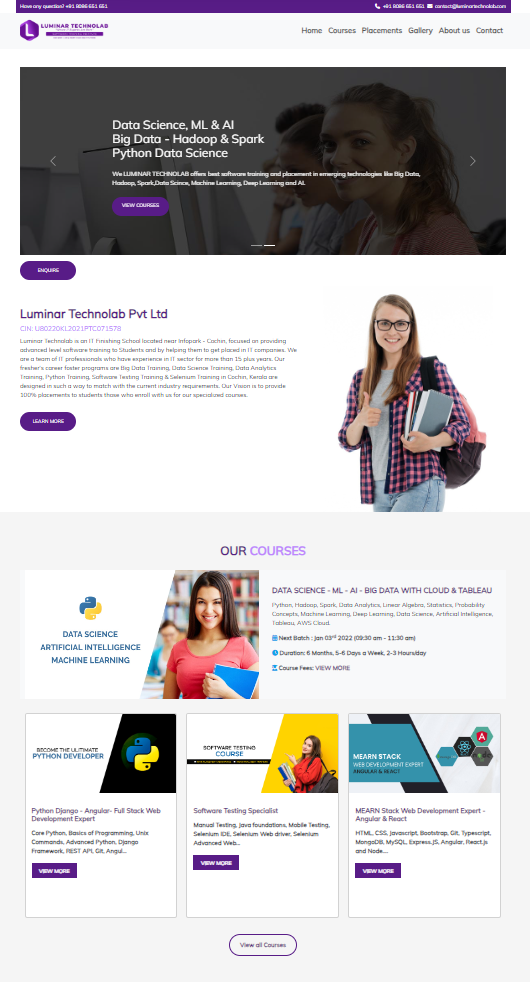 Have any question? +91 8086 651 651
+91 8086 651 651 contact@luminartechnolab.com
LUMINAR TECHNOLAB
Home Courses Placements Gallery About us Contact
Data Science, ML & AI
Big Data - Hadoop & Spark
Python Data Science
We LUMINAR TECHNOLAB offers best software training and placement in emerging technologies like Big Data,
Hadoop, Spark,Data Scince, Machine Learning, Deep Learning and AI.
VIEW COURSES
ENQUIRE
Luminar Technolab Pvt Ltd
CIN: U80220KL2021PTC071578
Luminar Technolab is an IT Finishing School located near Infopark - Cochin, focused on providing
advanced level software training to Students and by helping them to get placed in IT companies. We
are a team of IT professionals who have experience in IT sector for more than 15 plus years. Our
fresher's career foster programs are Big Data Training, Data Science Training, Data Analytics
Training, Python Training, Software Testing Training & Selenium Training in Cochin, Kerala are
designed in such a way to match with the current industry requirements. Our Vision is to provide
100% placements to students those who enroll with us for our specialized courses.
LEARN MORE
OUR COURSES
DATA SCIENCE
ARTIFICIAL INTELLIGENCE
MACHINE LEARNING
DATA SCIENCE - ML - AI - BIG DATA WITH CLOUD & TABLEAU
Python, Hadoop, Spark, Data Analytics, Linear Algebra, Statistics, Probability
Concepts, Machine Learning, Deep Learning, Data Science, Artificial Intelligence,
Tableau, AWS Cloud.
Next Batch : Jan 03rd 2022 (09:30 am - 11:30 am)
Duration: 6 Months, 5-6 Days a Week, 2-3 Hours/day
Course Fees: VIEW MORE
BECOME THE ULITIMATE
PYTHON DEVELOPER
Python Django - Angular- Full Stack Web
Development Expert
Core Python, Basics of Programming, Unix
Commands, Advanced Python, Django
Framework, REST API, Git, Angul...
VIEW MORE
SOFTWARE TESTING
COURSE
Software Testing Specialist
Manual Testing, Java foundations, Mobile Testing,
Selenium IDE, Selenium Web driver, Selenium
Advanced Web...
VIEW MORE
MEARN STACK
WEB DEVELOPMENT EXPERT
ANGULAR & REACT
MEARN Stack Web Development Expert -
Angular & React
HTML, CSS, Javascript, Bootstrap, Git, Typescript,
MongoDB, MySQL, Express.JS, Angular, React.js
and Node....
VIEW MORE
View all Courses